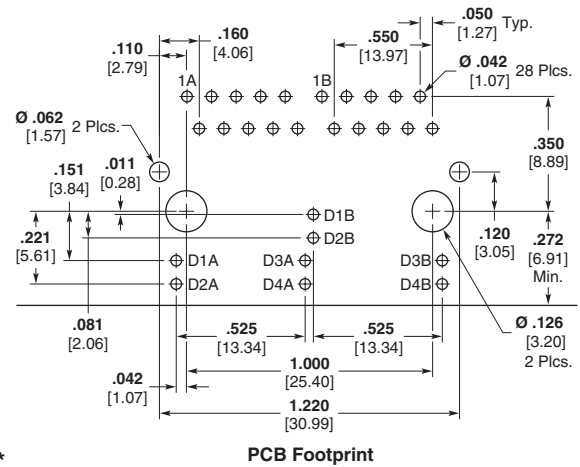 .050 Typ.
[1.27]
.160
[4.06]
.550
[13.97]
.110
[2.79]
Ø .042
[1.07] 28 Plcs.
1A
1B
Ø .062
[1.57] 2 Plcs.
.011
[0.28]
.350
[8.89]
.151
[3.84]
.221
[5.61]
D1B
D2B
.120
[3.05]
.272
[6.91]
Min.
D1A
D3A
D3B
D2A
D4A
D4B
.081
[2.06]
.525
[13.34]
.525
[13.34]
Ø .126
[3.20]
2 Plcs.
.042
[1.07]
1.000
[25.40]
1.220
[30.99]
*
PCB Footprint